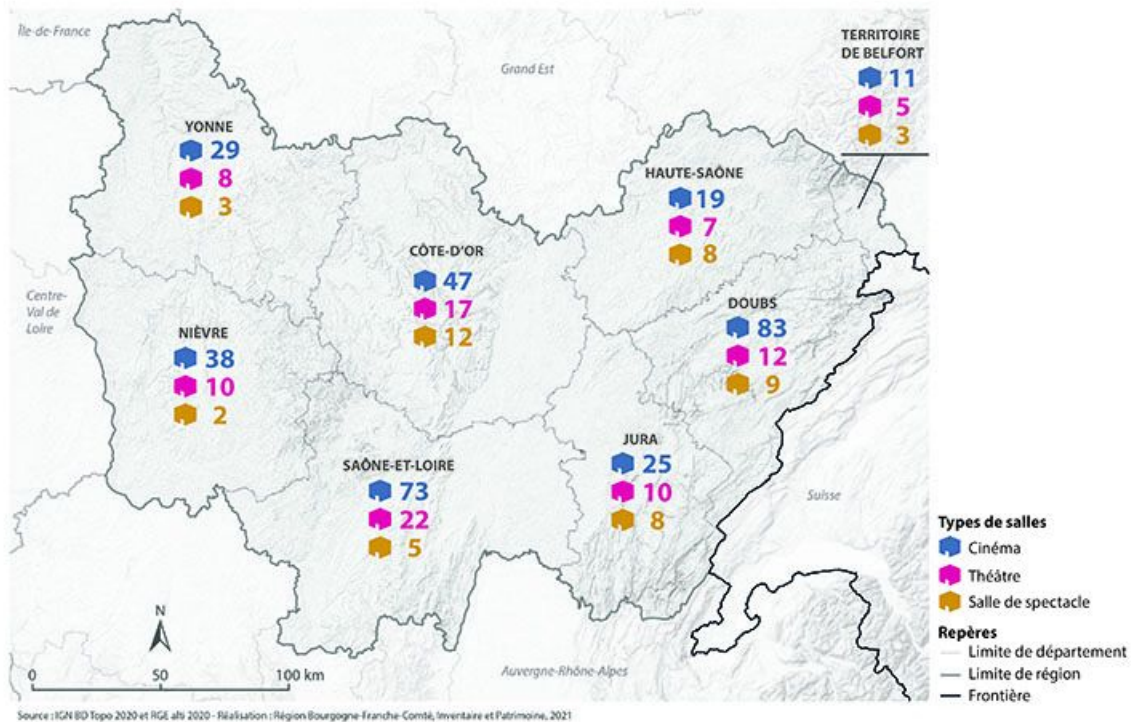 Île-de-France
Grand Est
TERRITOIRE
DE BELFORT
11
5
3
YONNE
29
8
3
HAUTE-SAÔNE
19
7
8
CÔTE-D'OR
47
17
12
Centre-
Val de
Loire
NIÈVRE
38
10
2
DOUBS
83
12
9
SAÔNE-ET-LOIRE
73
22
5
JURA
25
10
8
Suisse
Auvergne-Rhône-Alpes
N
0 50 100 km
Types de salles
Cinéma
Théâtre
Salle de spectacle
Repères
Limite de département
Limite de région
Frontière
Source : IGN BD Topo 2020 et RGE alti 2020 - Réalisation : Région Bourgogne-Franche-Comté, Inventaire et Patrimoine, 2021